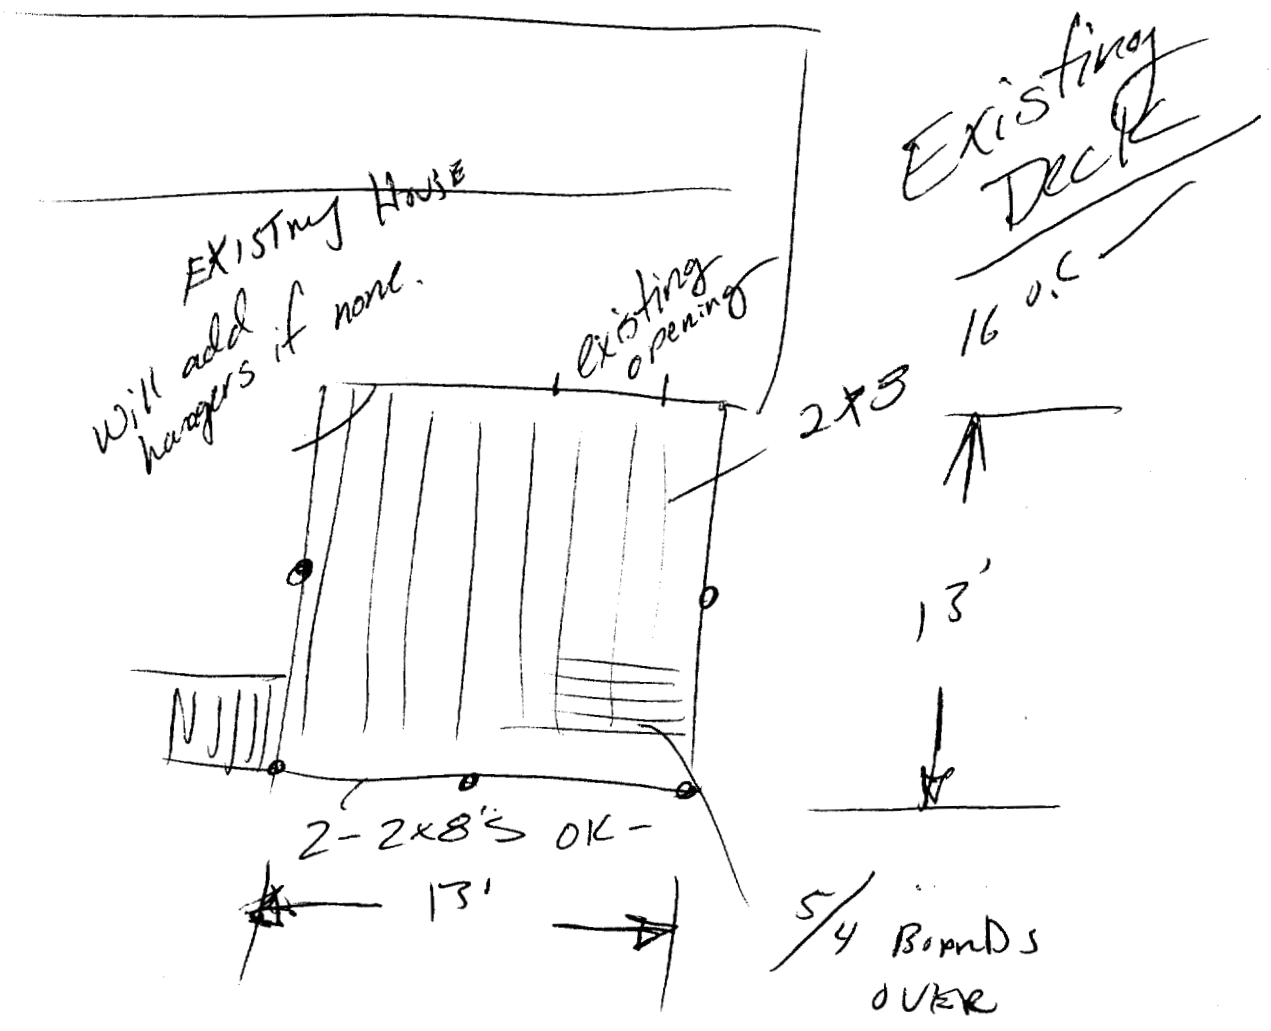 Existing
Deck
16 o.c
EXISTING HOUSE
Will add
hangers if none.
existing
opening
2x8
13'
2-2x8's OK-
13'
5/4 BOARDS
OVER